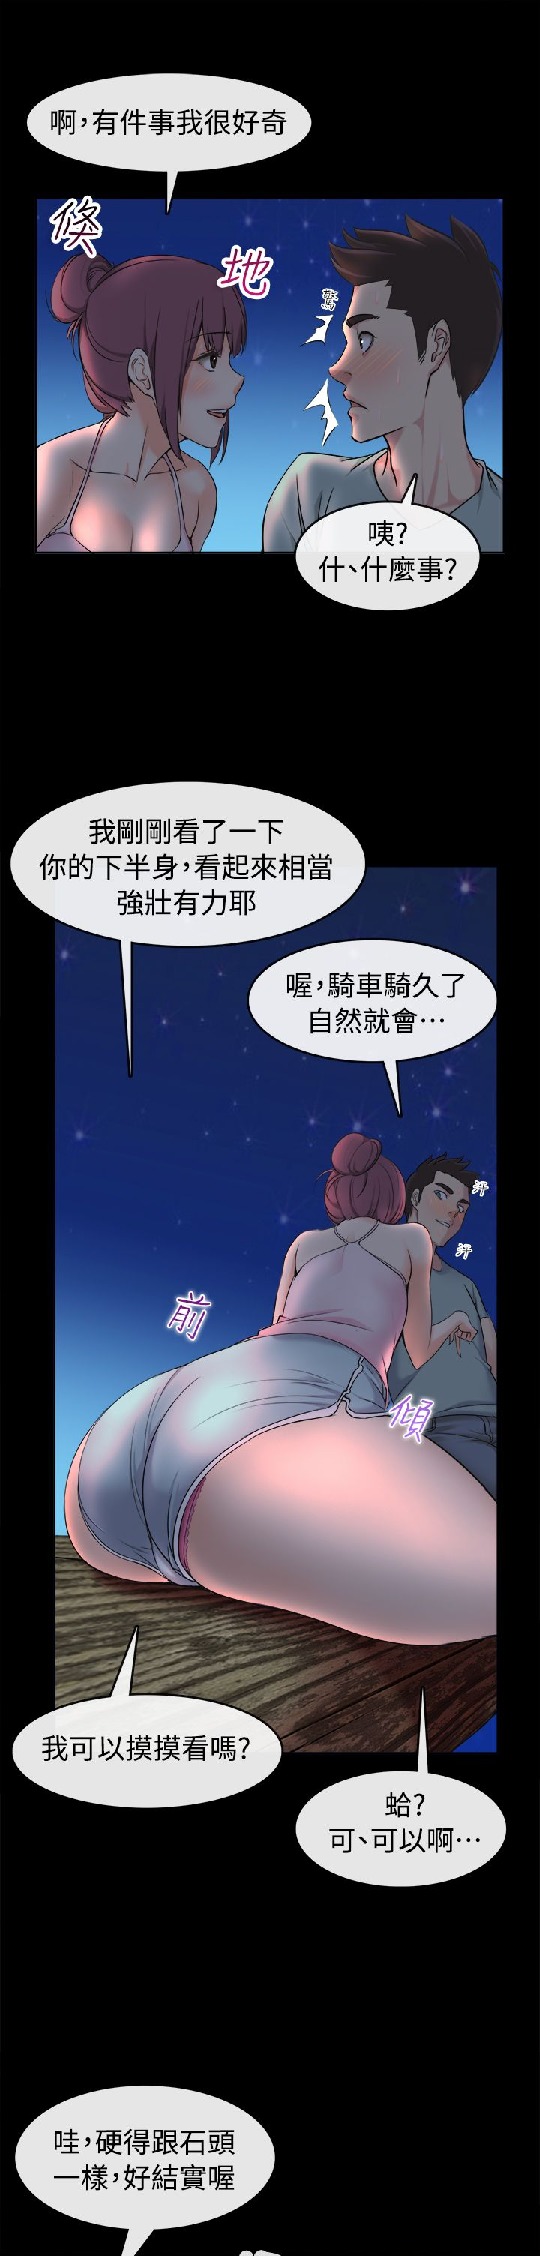 啊，有件事我很好奇
倏
地
驚
咦？
什、什麼事？
我剛剛看了一下
你的下半身，看起來相當
強壯有力耶
喔，騎車騎久了
自然就會⋯
汗
汗
前
傾
我可以摸摸看嗎？
蛤？
可、可以啊⋯
哇，硬得跟石頭
一樣，好結實喔